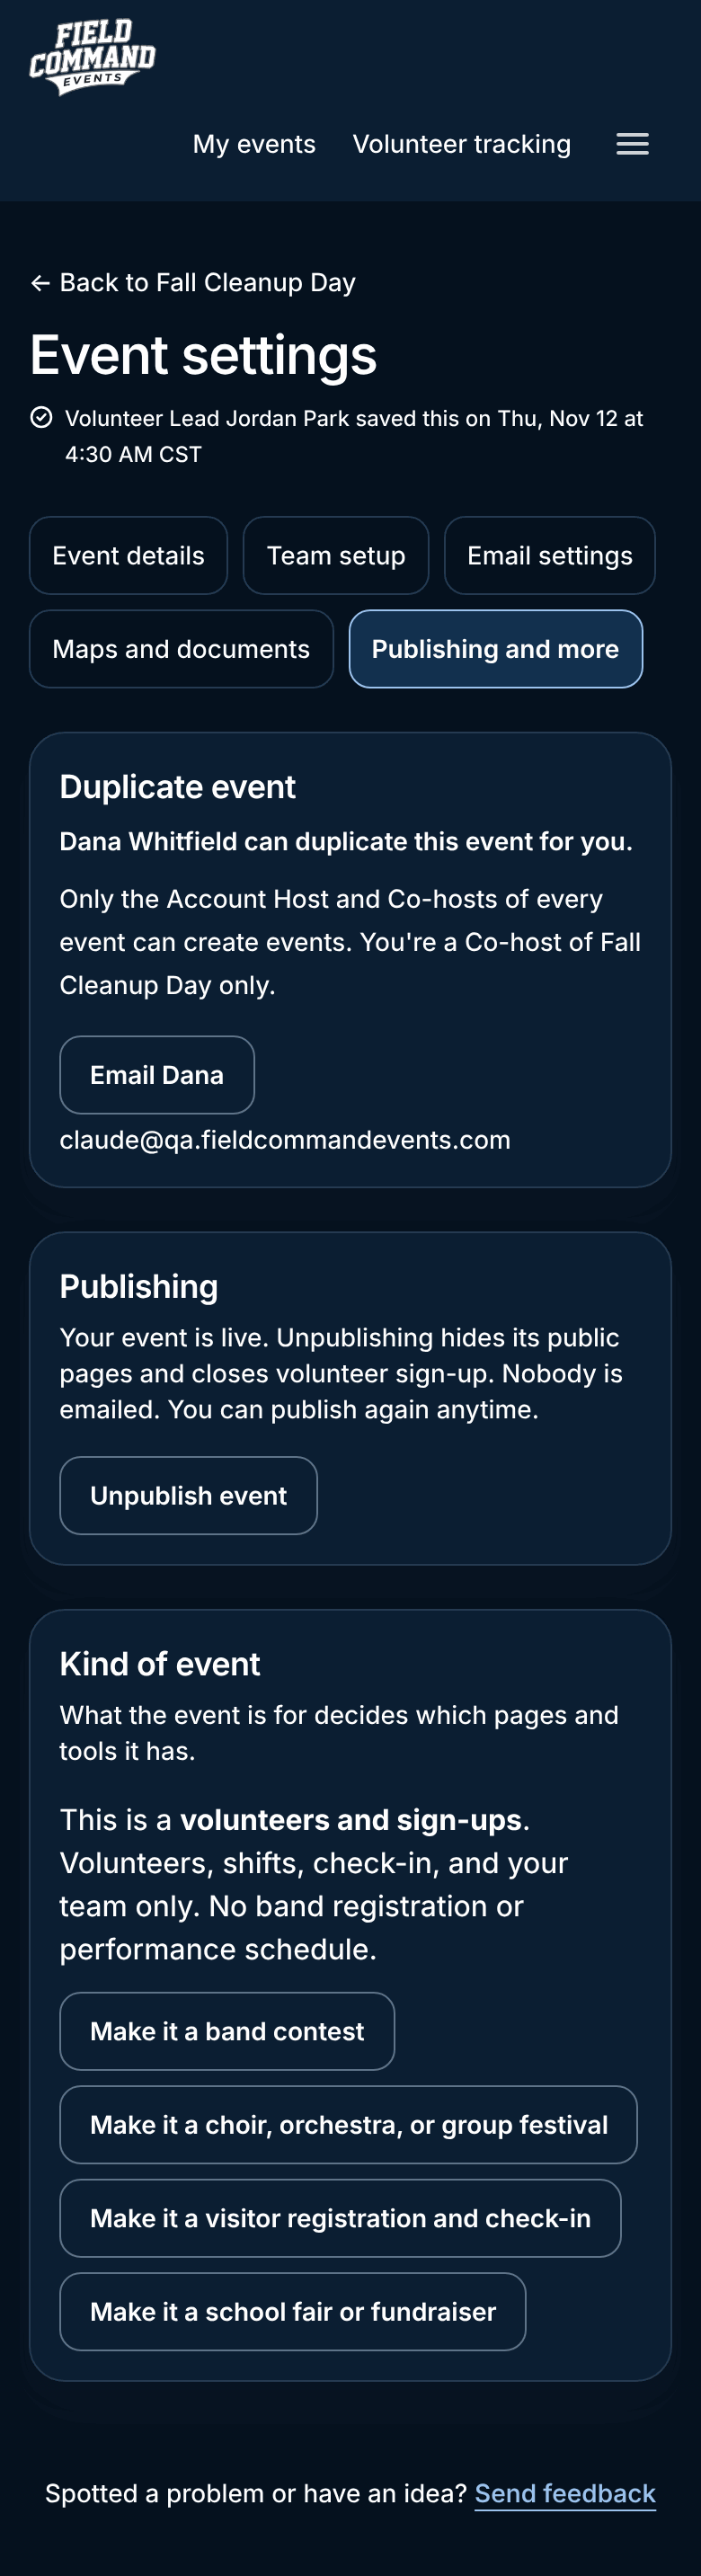 FIELD
COMMAND
EVENTS
My events Volunteer tracking
← Back to Fall Cleanup Day
Event settings
Volunteer Lead Jordan Park saved this on Thu, Nov 12 at
4:30 AM CST
Event details Team setup Email settings
Maps and documents Publishing and more
Duplicate event
Dana Whitfield can duplicate this event for you.
Only the Account Host and Co-hosts of every
event can create events. You're a Co-host of Fall
Cleanup Day only.
Email Dana
claude@qa.fieldcommandevents.com
Publishing
Your event is live. Unpublishing hides its public
pages and closes volunteer sign-up. Nobody is
emailed. You can publish again anytime.
Unpublish event
Kind of event
What the event is for decides which pages and
tools it has.
This is a volunteers and sign-ups.
Volunteers, shifts, check-in, and your
team only. No band registration or
performance schedule.
Make it a band contest
Make it a choir, orchestra, or group festival
Make it a visitor registration and check-in
Make it a school fair or fundraiser
Spotted a problem or have an idea? Send feedback